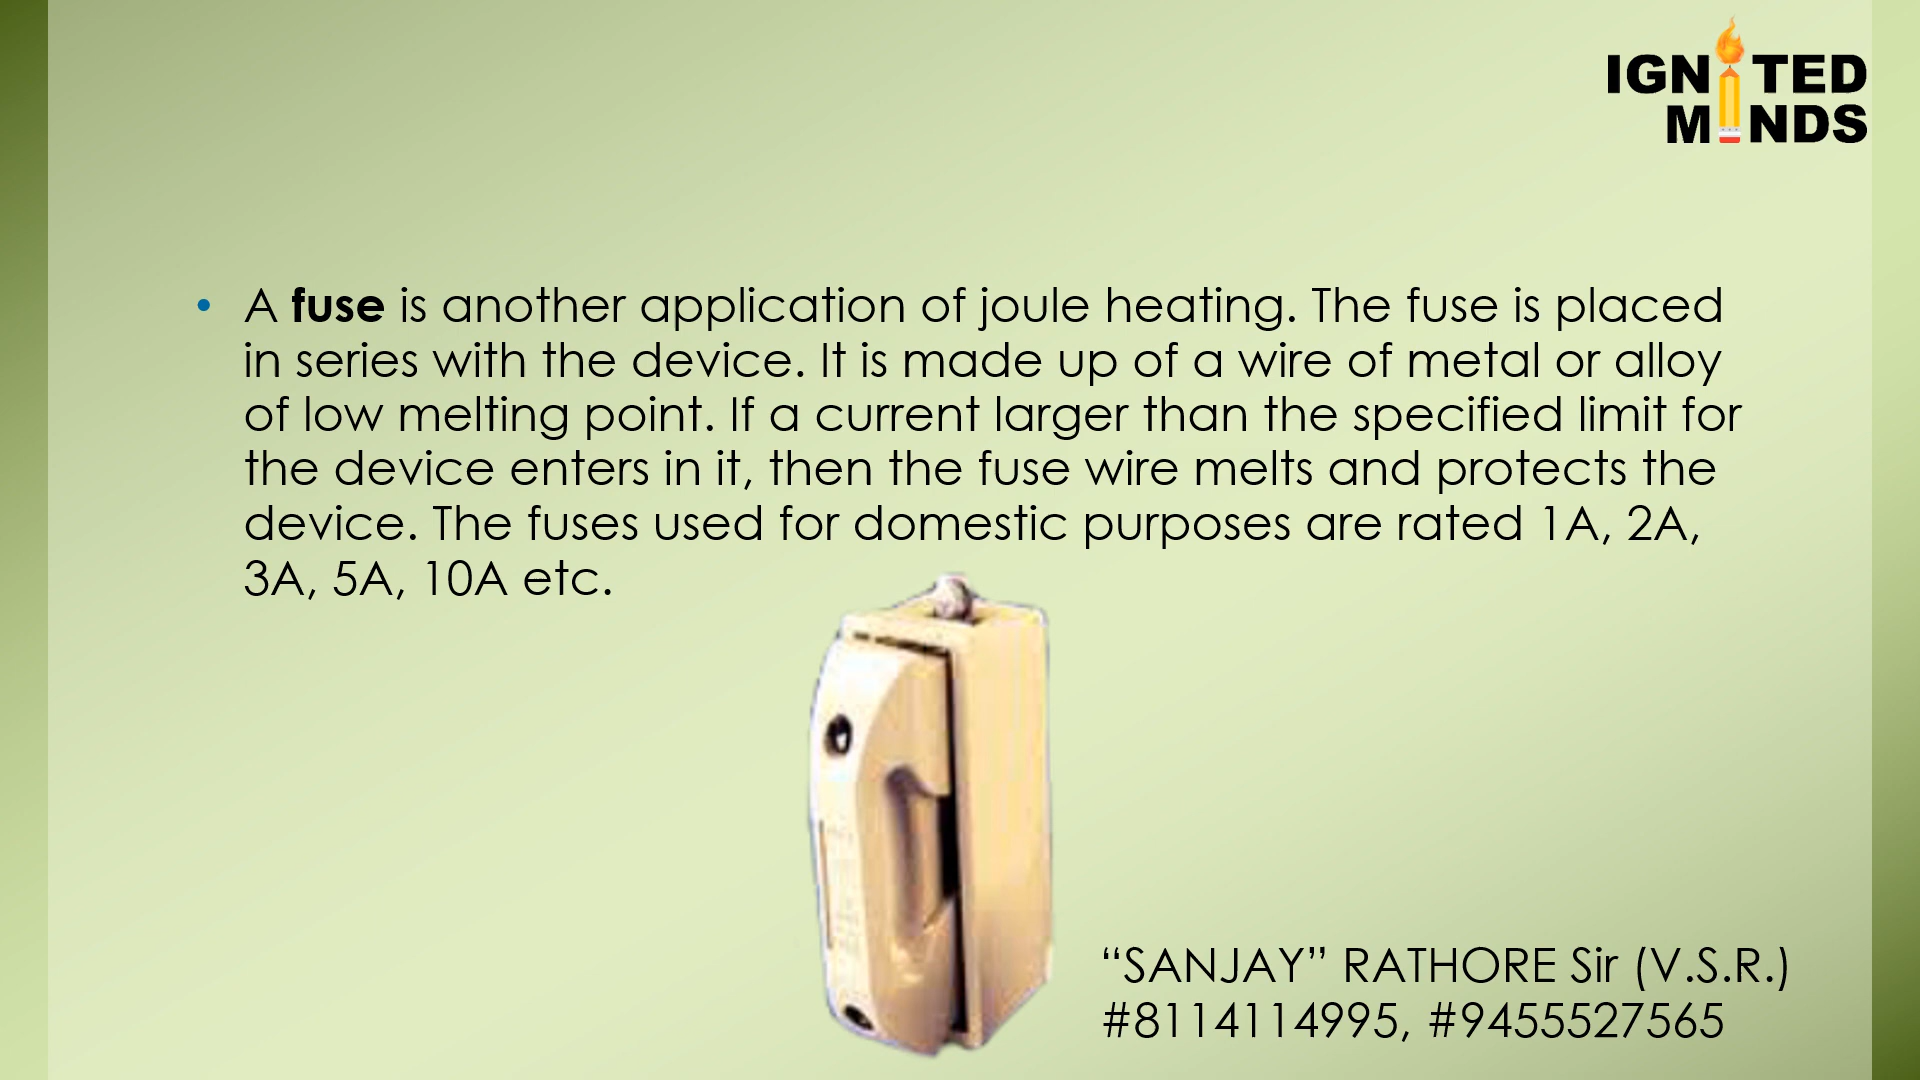 IGNITED
MINDS
• A fuse is another application of joule heating. The fuse is placed
in series with the device. It is made up of a wire of metal or alloy
of low melting point. If a current larger than the specified limit for
the device enters in it, then the fuse wire melts and protects the
device. The fuses used for domestic purposes are rated 1A, 2A,
3A, 5A, 10A etc.
“SANJAY” RATHORE Sir (V.S.R.)
#8114114995, #9455527565